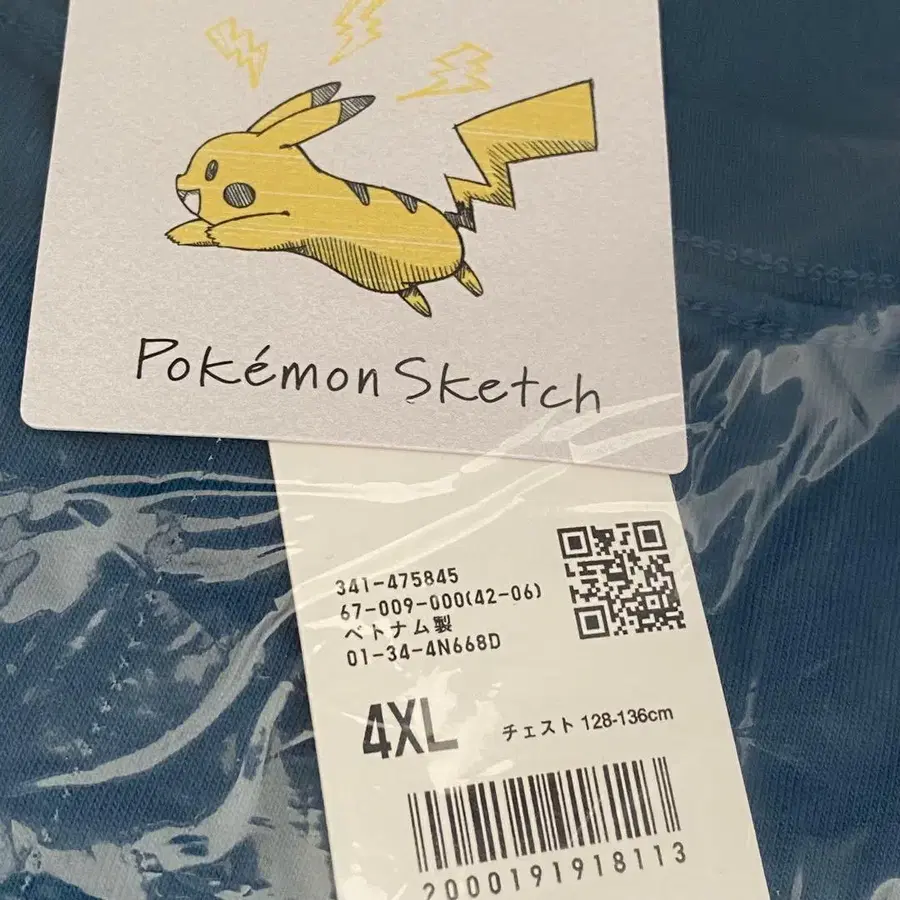 Pokémon Sketch
341-475845
67-009-000(42-06)
ベトナム製
01-34-4N668D
4XL チェスト 128-136cm
2000191918113